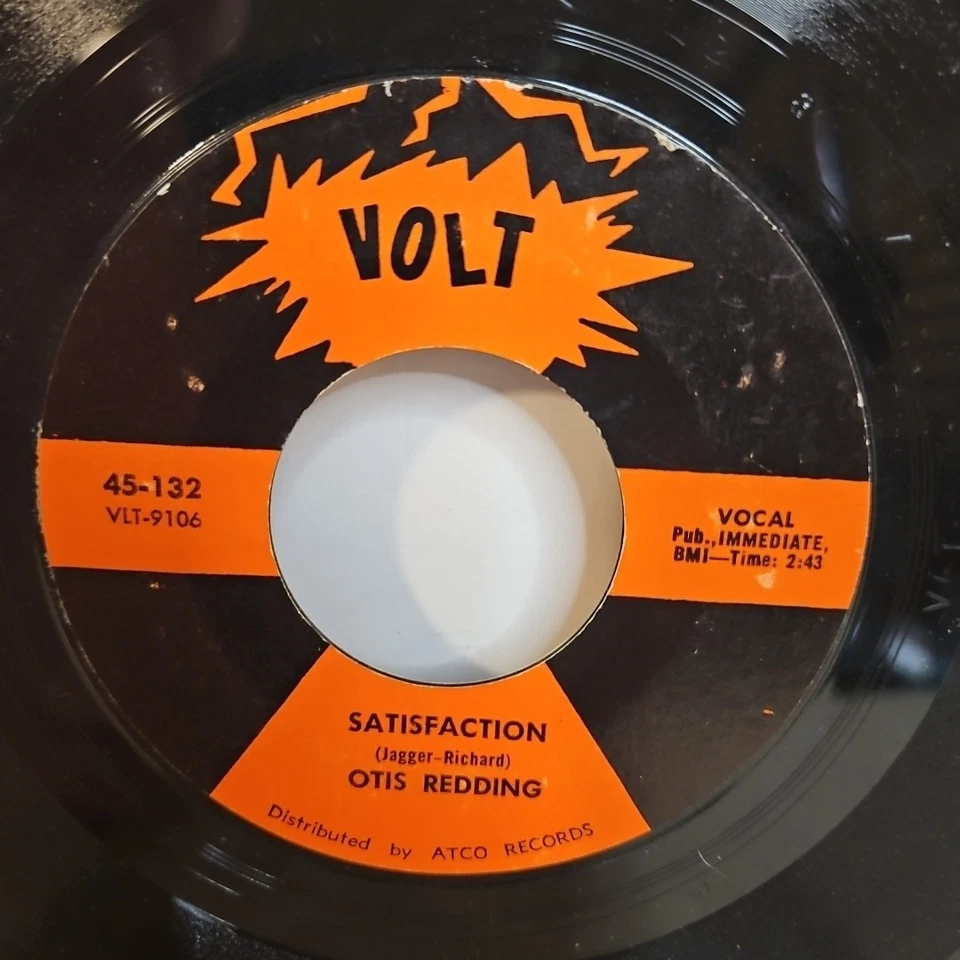 VOLT
45-132
VLT-9106
VOCAL
Pub.,IMMEDIATE,
BMI—Time: 2:43
SATISFACTION
(Jagger-Richard)
OTIS REDDING
Distributed by ATCO RECORDS